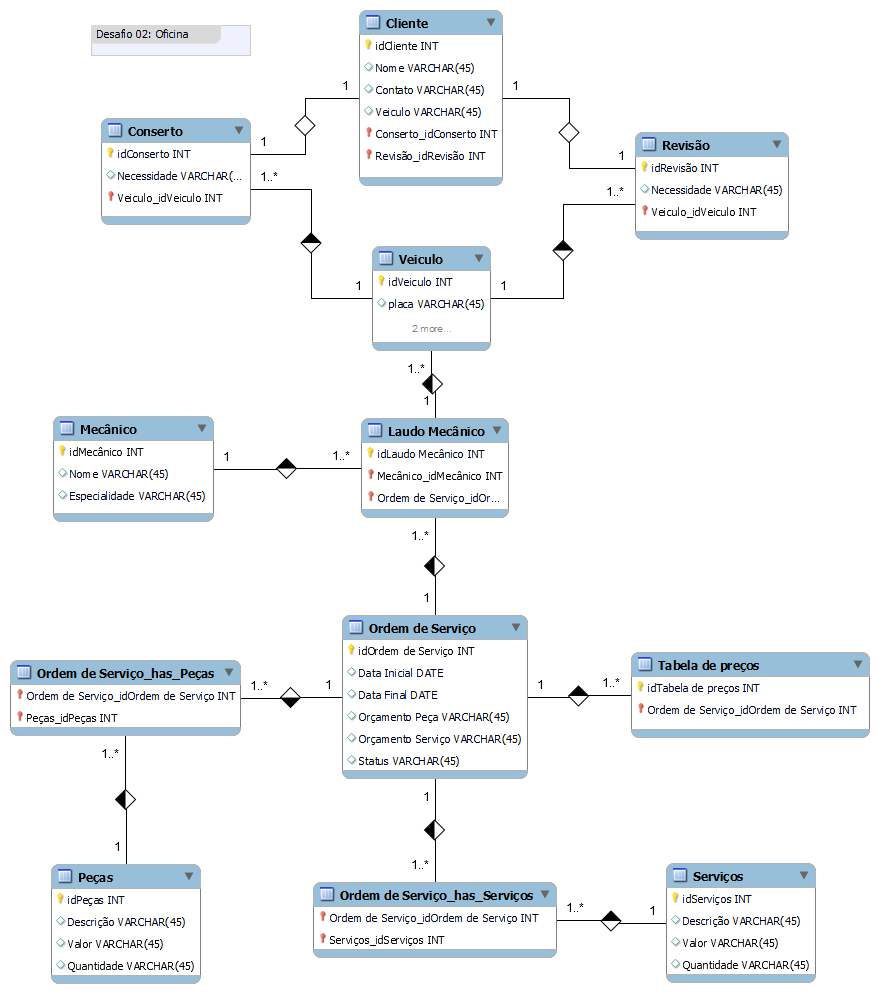 Desafio 02: Oficina
Cliente
idCliente INT
Nome VARCHAR(45)
Contato VARCHAR(45)
Veiculo VARCHAR(45)
Conserto_idConserto INT
Revisão_idRevisão INT
1
1
Conserto
idConserto INT
Necessidade VARCHAR(...
Veiculo_idVeiculo INT
1
1..*
Revisão
idRevisão INT
Necessidade VARCHAR(45)
Veiculo_idVeiculo INT
1
1..*
Veiculo
idVeiculo INT
placa VARCHAR(45)
2 more...
1
1
1..*
1
Mecânico
idMecânico INT
Nome VARCHAR(45)
Especialidade VARCHAR(45)
1
1..*
Laudo Mecânico
idLaudo Mecânico INT
Mecânico_idMecânico INT
Ordem de Serviço_idOr...
1..*
1
Ordem de Serviço
idOrdem de Serviço INT
Data Inicial DATE
Data Final DATE
Orçamento Peça VARCHAR(45)
Orçamento Serviço VARCHAR(45)
Status VARCHAR(45)
Ordem de Serviço_has_Peças
Ordem de Serviço_idOrdem de Serviço INT
Peças_idPeças INT
1..*
1
Tabela de preços
idTabela de preços INT
Ordem de Serviço_idOrdem de Serviço INT
1
1..*
1..*
1
Peças
idPeças INT
Descrição VARCHAR(45)
Valor VARCHAR(45)
Quantidade VARCHAR(45)
1
1..*
Ordem de Serviço_has_Serviços
Ordem de Serviço_idOrdem de Serviço INT
Serviços_idServiços INT
1..*
1
Serviços
idServiços INT
Descrição VARCHAR(45)
Valor VARCHAR(45)
Quantidade VARCHAR(45)